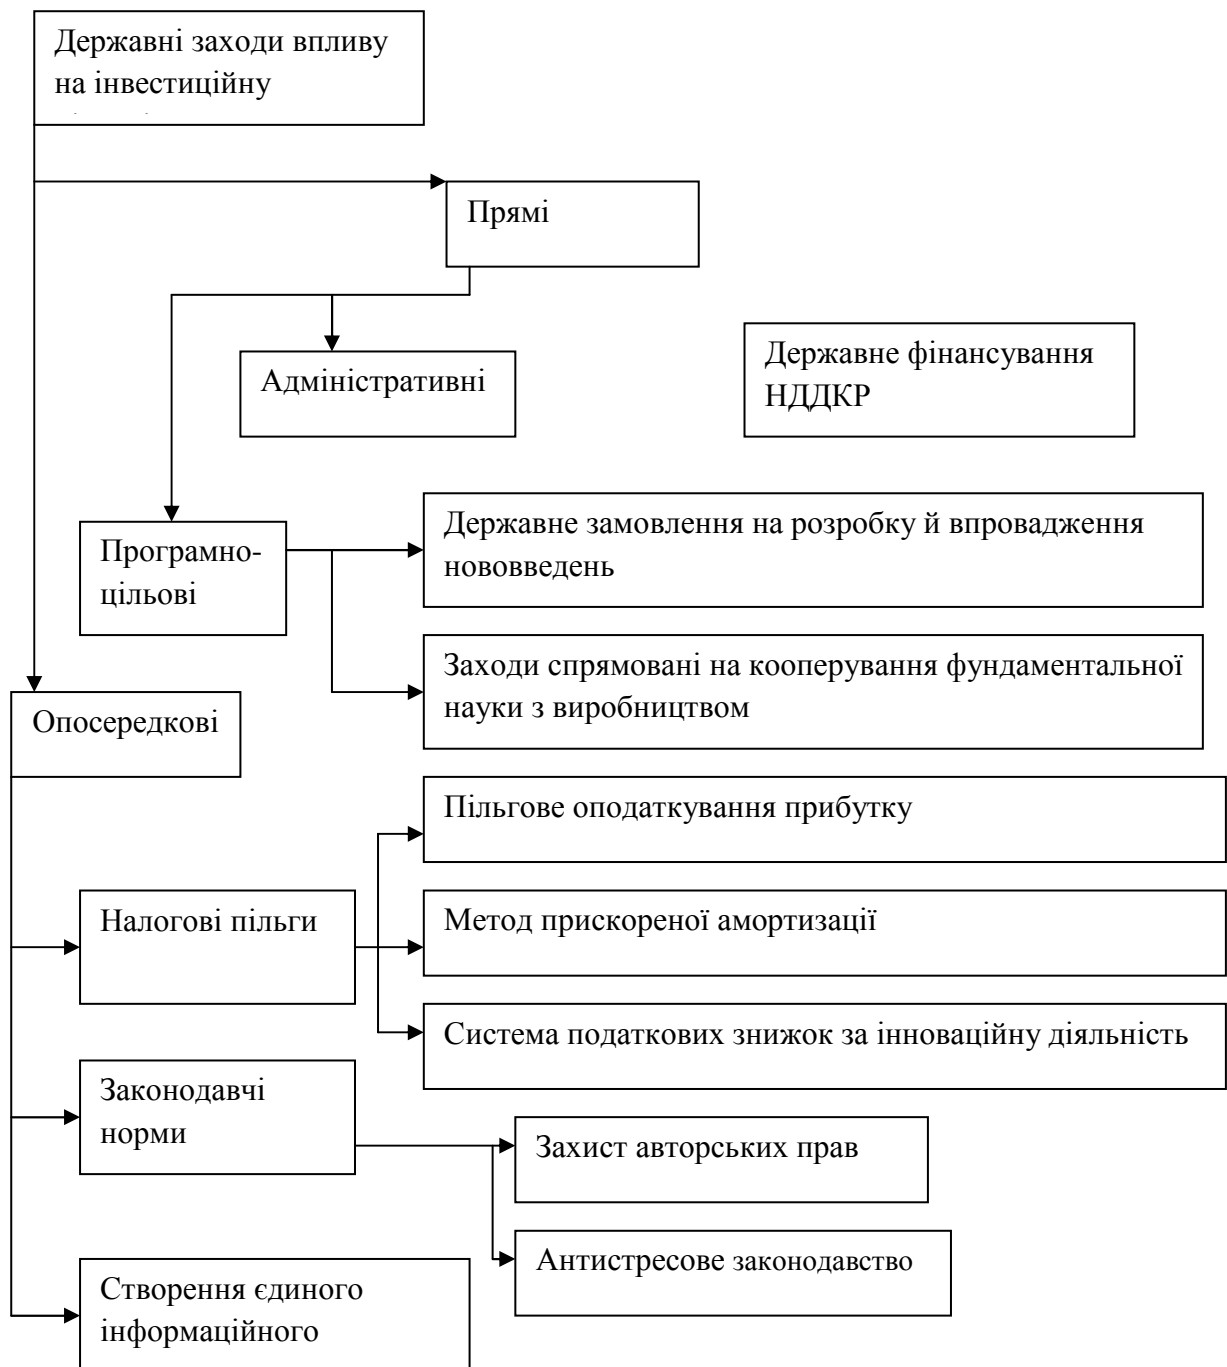 Державні заходи впливу
на інвестиційну
Прямі
Державне фінансування
НДДКР
Адміністративні
Державне замовлення на розробку й впровадження
нововведень
Програмно-
цільові
Заходи спрямовані на кооперування фундаментальної
науки з виробництвом
Опосередкові
Пільгове оподаткування прибутку
Налогові пільги
Метод прискореної амортизації
Система податкових знижок за інноваційну діяльність
Законодавчі
норми
Захист авторських прав
Антистресове законодавство
Створення єдиного
інформаційного